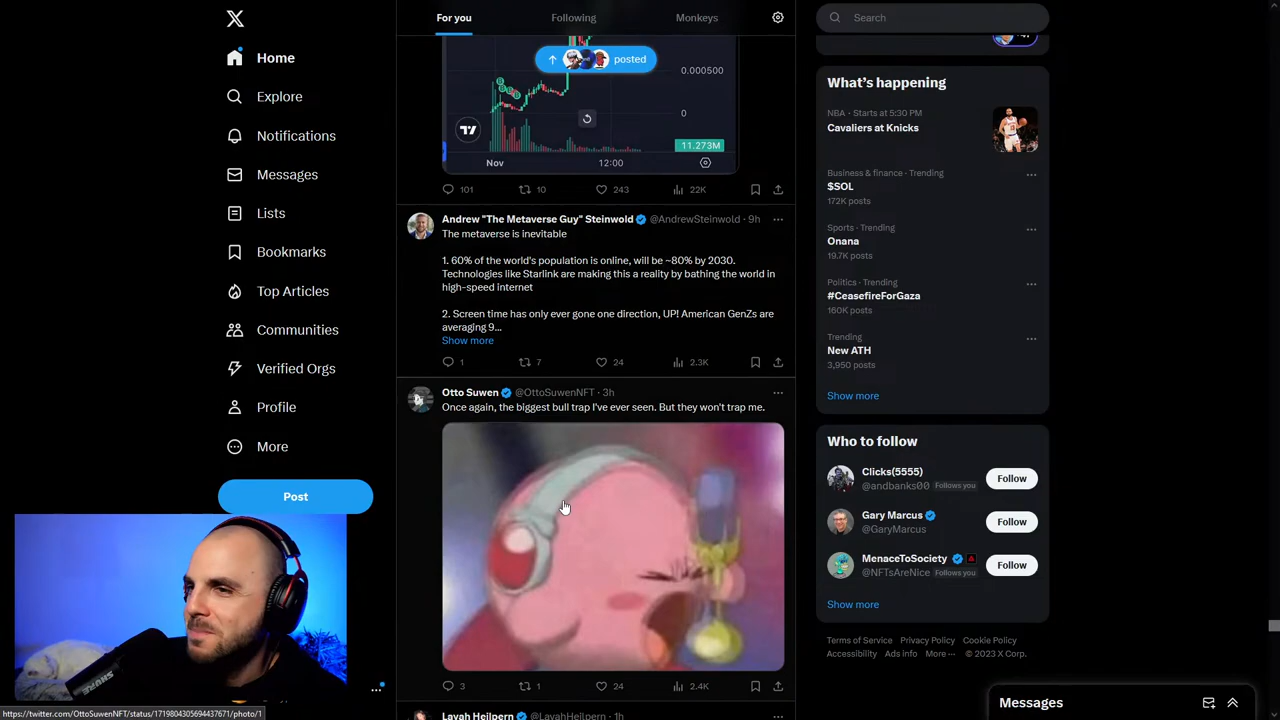 For you
Following
Monkeys
Search
Home
Explore
Notifications
Messages
Lists
Bookmarks
Top Articles
Communities
Verified Orgs
Profile
More
Post
posted
0.000500
0
11.273M
Nov
12:00
101
10
243
22K
Andrew "The Metaverse Guy" Steinwold @AndrewSteinwold · 9h
The metaverse is inevitable
1. 60% of the world's population is online, will be ~80% by 2030.
Technologies like Starlink are making this a reality by bathing the world in
high-speed internet
2. Screen time has only ever gone one direction, UP! American GenZs are
averaging 9...
Show more
1
7
24
2.3K
Otto Suwen @OttoSuwenNFT · 3h
Once again, the biggest bull trap I've ever seen. But they won't trap me.
3
1
24
2.4K
Layah Heilpern @LayahHeilpern · 1h
What's happening
NBA · Starts at 5:30 PM
Cavaliers at Knicks
Business & finance · Trending
$SOL
172K posts
Sports · Trending
Onana
19.7K posts
Politics · Trending
#CeasefireForGaza
160K posts
Trending
New ATH
3,950 posts
Show more
Who to follow
Clicks(5555)
@andbanks00 Follows you
Follow
Gary Marcus
@GaryMarcus
Follow
MenaceToSociety
@NFTsAreNice Follows you
Follow
Show more
Terms of Service Privacy Policy Cookie Policy
Accessibility Ads info More ··· © 2023 X Corp.
Messages
SHURE
https://twitter.com/OttoSuwenNFT/status/1719804305694437671/photo/1